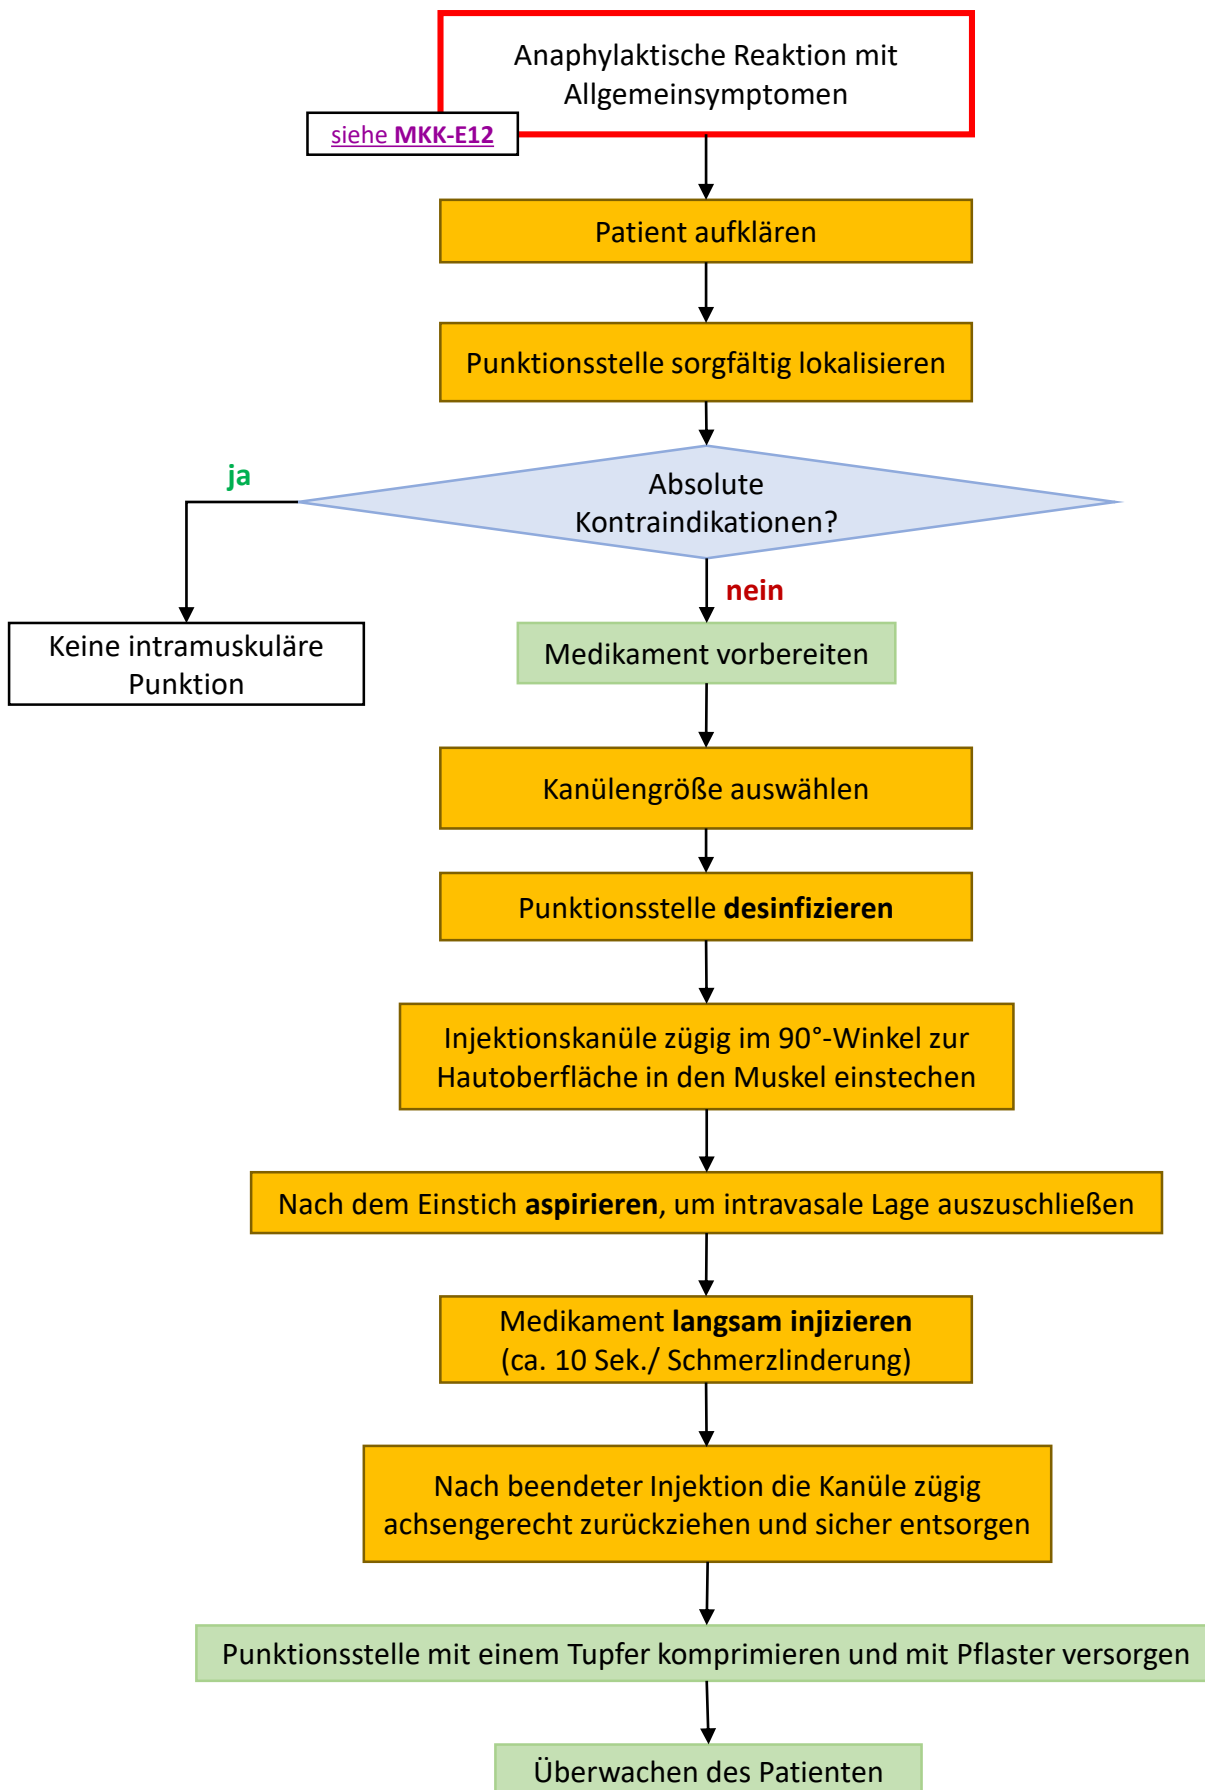 Anaphylaktische Reaktion mit
Allgemeinsymptomen
siehe MKK-E12
Patient aufklären
Punktionsstelle sorgfältig lokalisieren
ja
Absolute
Kontraindikationen?
nein
Keine intramuskuläre
Punktion
Medikament vorbereiten
Kanülengröße auswählen
Punktionsstelle desinfizieren
Injektionskanüle zügig im 90°-Winkel zur
Hautoberfläche in den Muskel einstechen
Nach dem Einstich aspirieren, um intravasale Lage auszuschließen
Medikament langsam injizieren
(ca. 10 Sek./ Schmerzlinderung)
Nach beendeter Injektion die Kanüle zügig
achsengerecht zurückziehen und sicher entsorgen
Punktionsstelle mit einem Tupfer komprimieren und mit Pflaster versorgen
Überwachen des Patienten